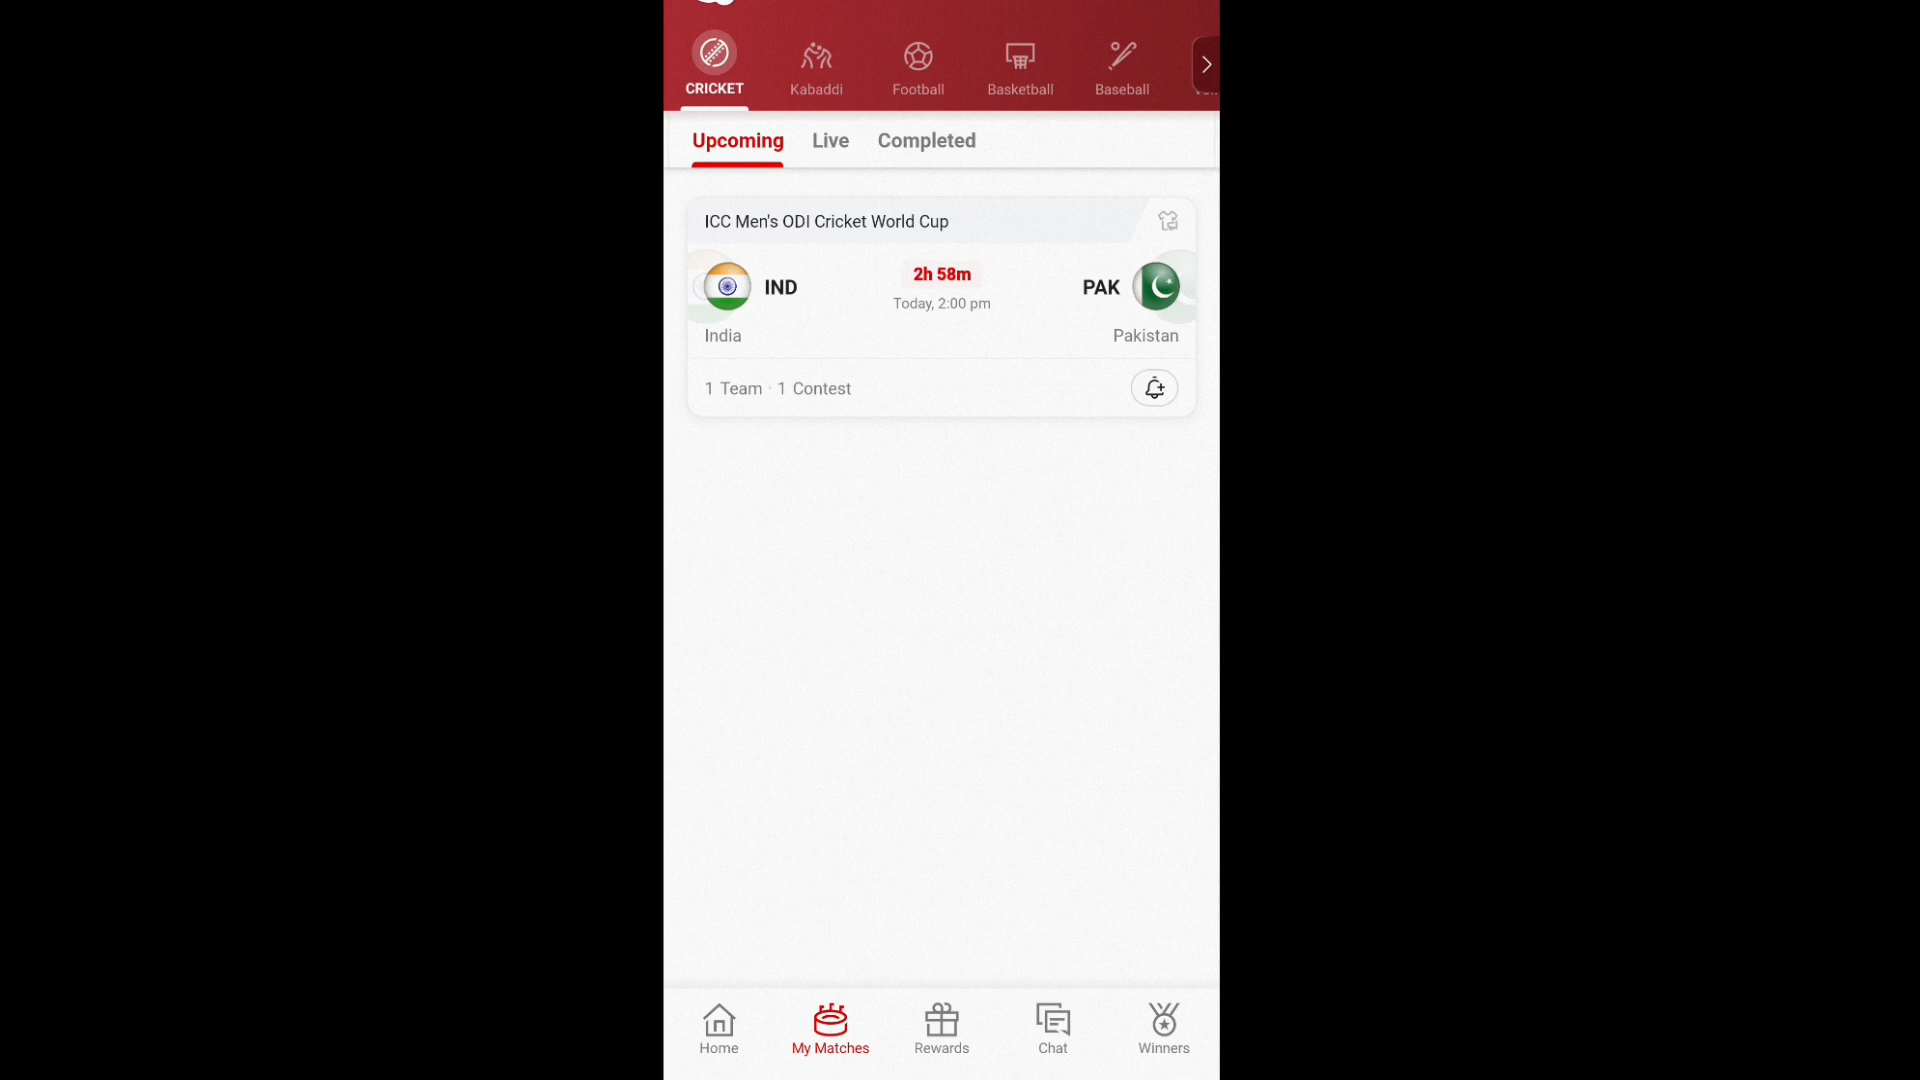 CRICKET Kabaddi Football Basketball Baseball
Upcoming Live Completed
ICC Men's ODI Cricket World Cup
IND 2h 58m PAK
Today, 2:00 pm
India Pakistan
1 Team · 1 Contest
Home My Matches Rewards Chat Winners